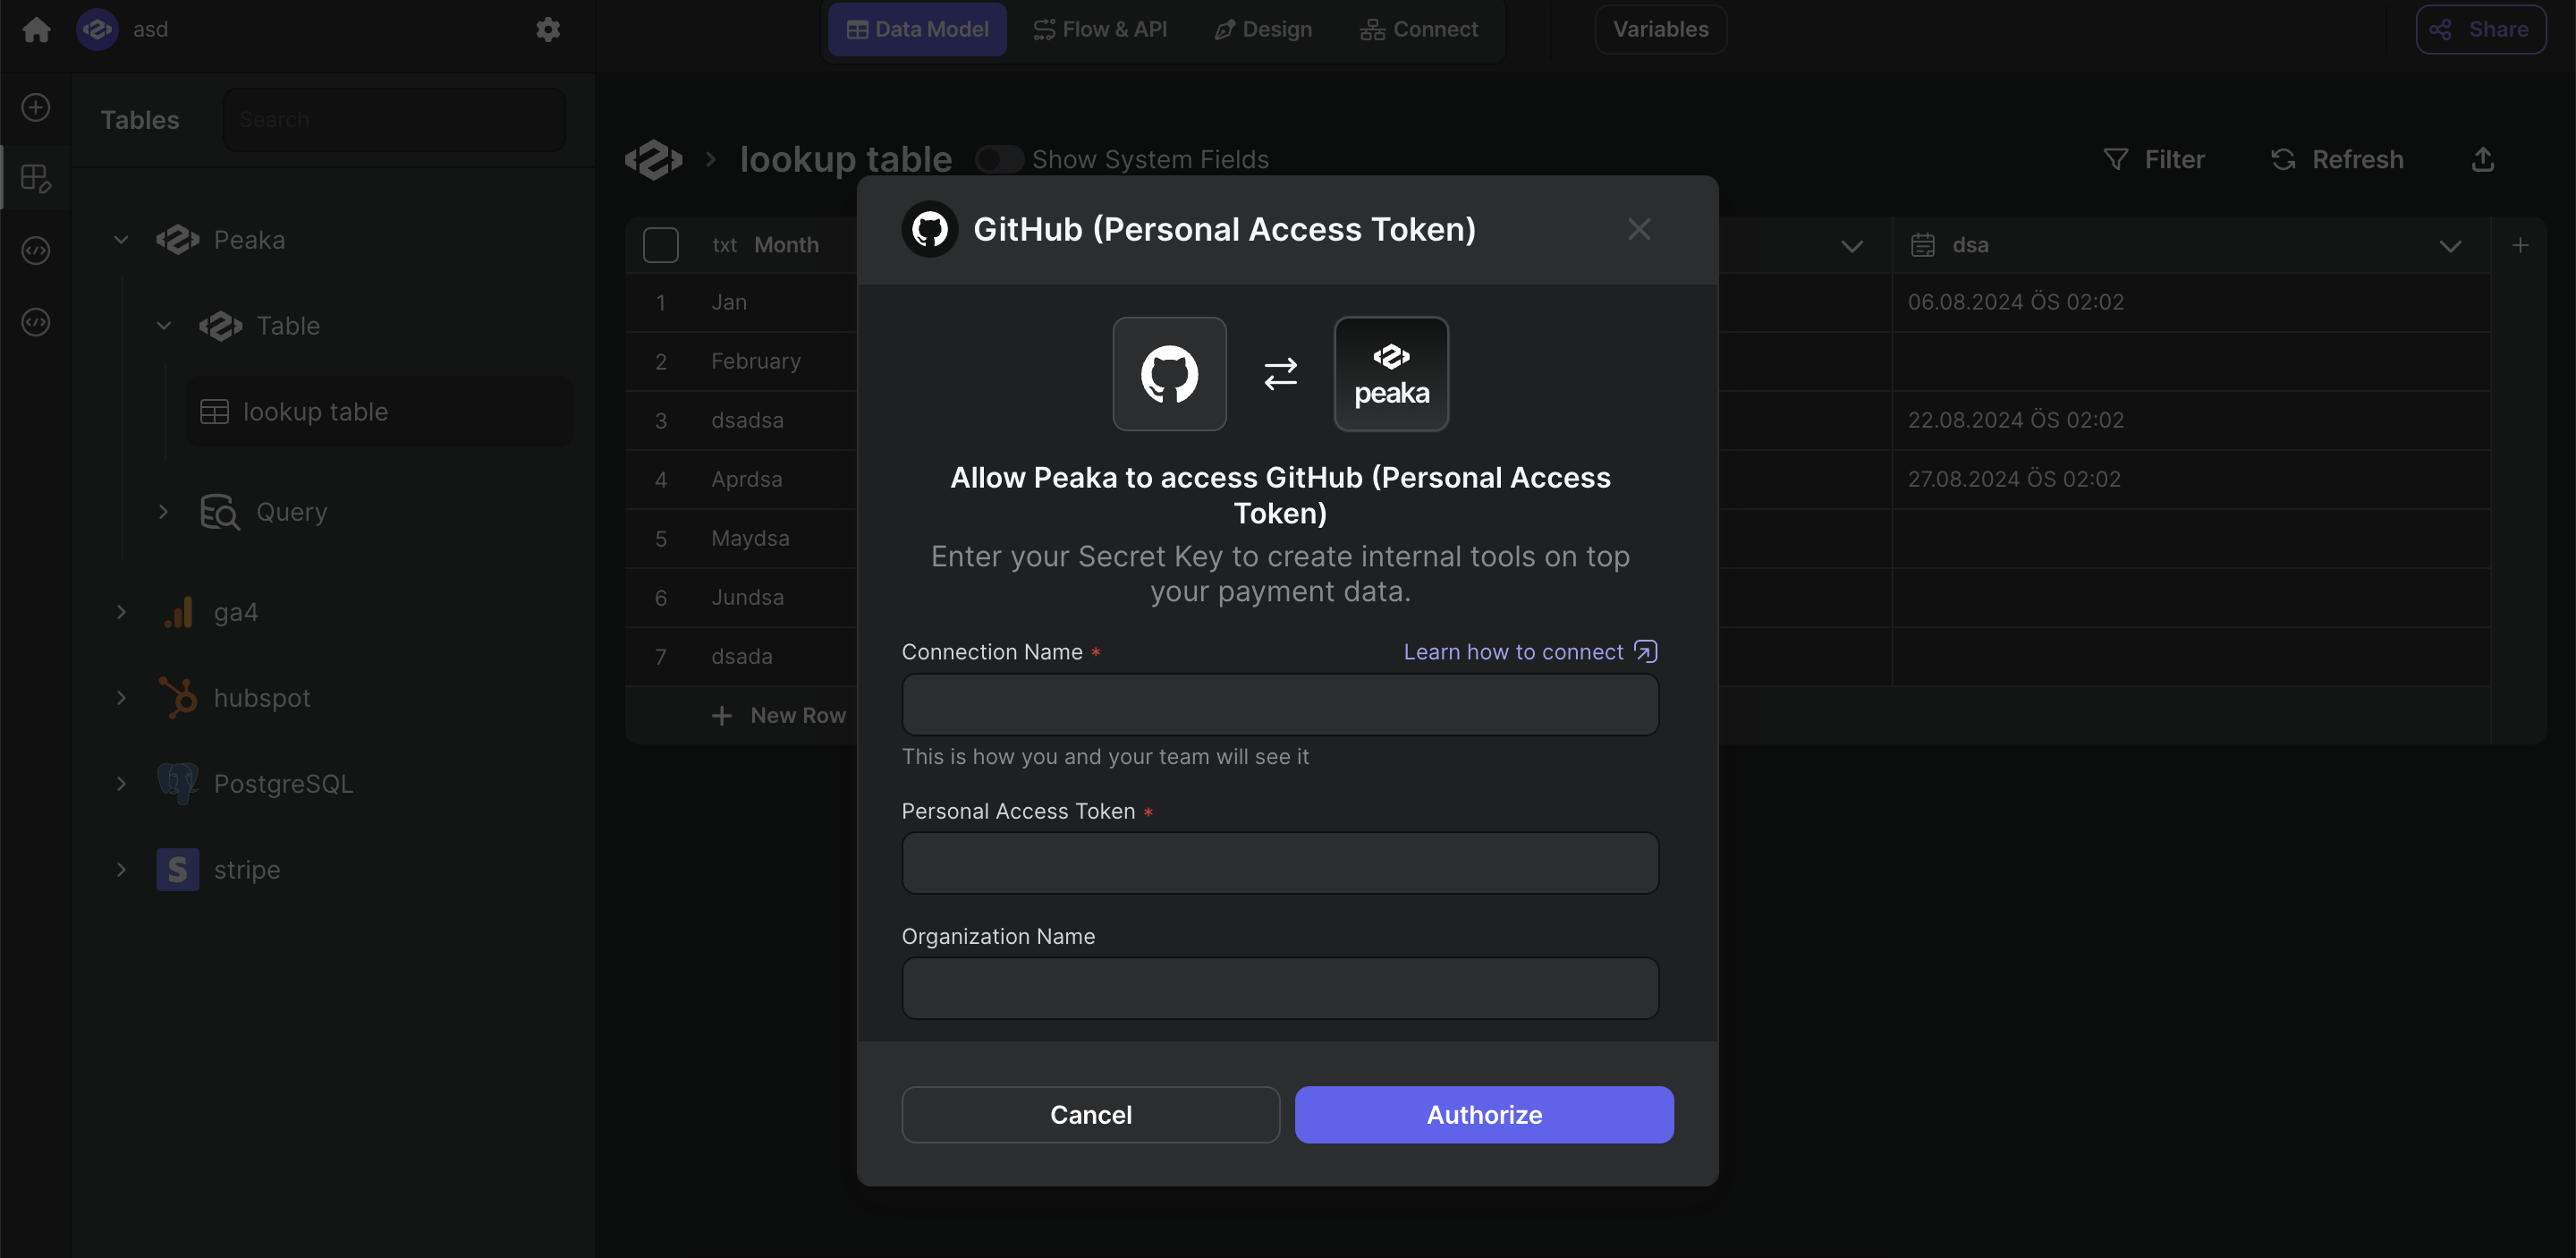 asd
Data Model
Flow & API
Design
Connect
Variables
Share
Tables
Search
Peaka
Table
lookup table
Query
ga4
hubspot
PostgreSQL
stripe
lookup table
Show System Fields
Filter
Refresh
txt Month
dsa
1 Jan 06.08.2024 ÖS 02:02
2 February
3 dsadsa 22.08.2024 ÖS 02:02
4 Aprdsa 27.08.2024 ÖS 02:02
5 Maydsa
6 Jundsa
7 dsada
New Row
GitHub (Personal Access Token)
peaka
Allow Peaka to access GitHub (Personal Access
Token)
Enter your Secret Key to create internal tools on top
your payment data.
Connection Name *
Learn how to connect
This is how you and your team will see it
Personal Access Token *
Organization Name
Cancel
Authorize